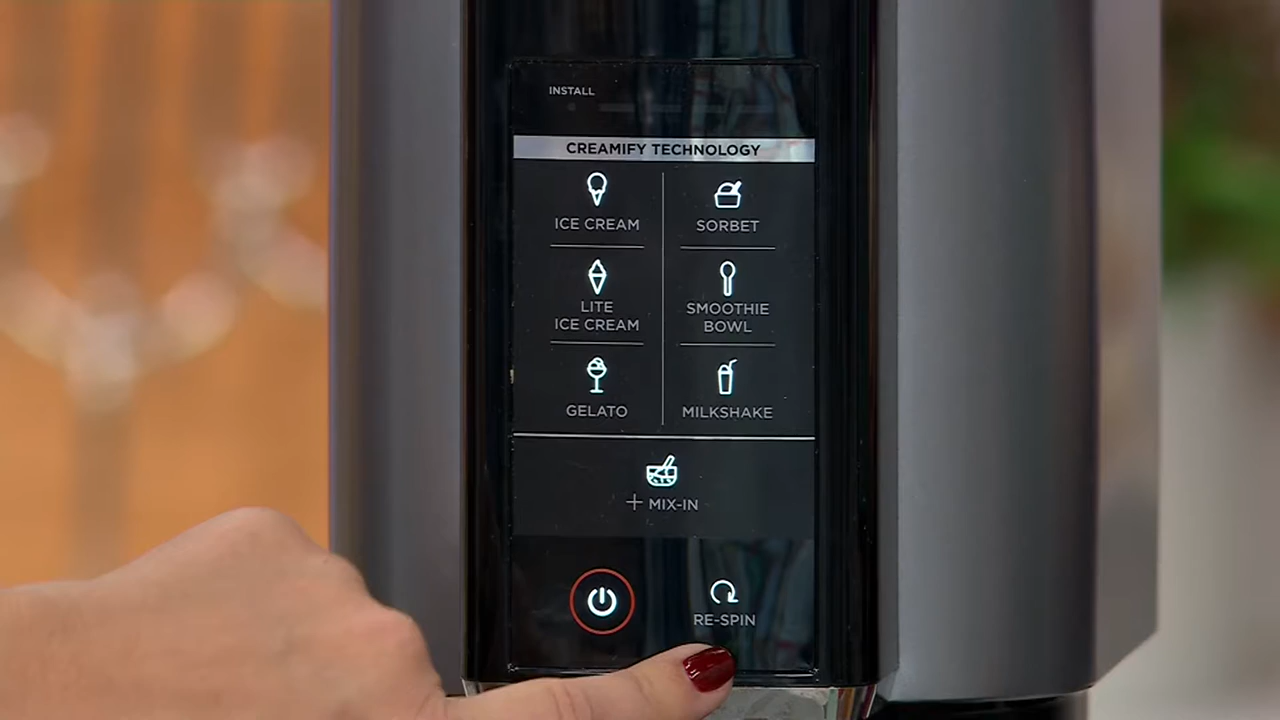 INSTALL
CREAMIFY TECHNOLOGY
ICE CREAM
SORBET
LITE
ICE CREAM
SMOOTHIE
BOWL
GELATO
MILKSHAKE
+ MIX-IN
RE-SPIN